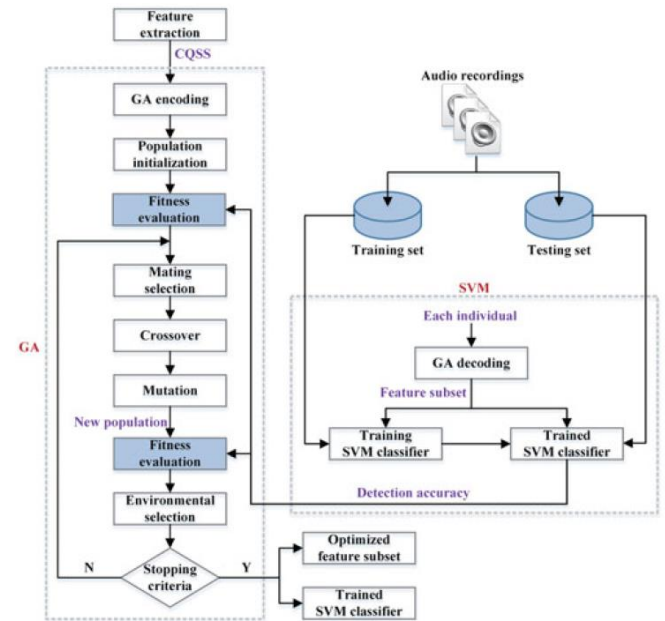 Feature
extraction
CQSS
GA encoding
Population
initialization
Fitness
evaluation
Mating
selection
Crossover
GA
Mutation
New population
Fitness
evaluation
Environmental
selection
N
Stopping
criteria
Y
Optimized
feature subset
Trained
SVM classifier
Audio recordings
Training set
Testing set
SVM
Each individual
GA decoding
Feature subset
Training
SVM classifier
Trained
SVM classifier
Detection accuracy